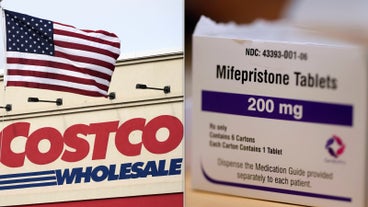 COSTCO
WHOLESALE
NDC: 43393-001-06
Mifepristone Tablets
200 mg
Rx only
Contains 6 Cartons
Each Carton Contains 1 Tablet
Dispense the Medication Guide provided
separately to each patient.